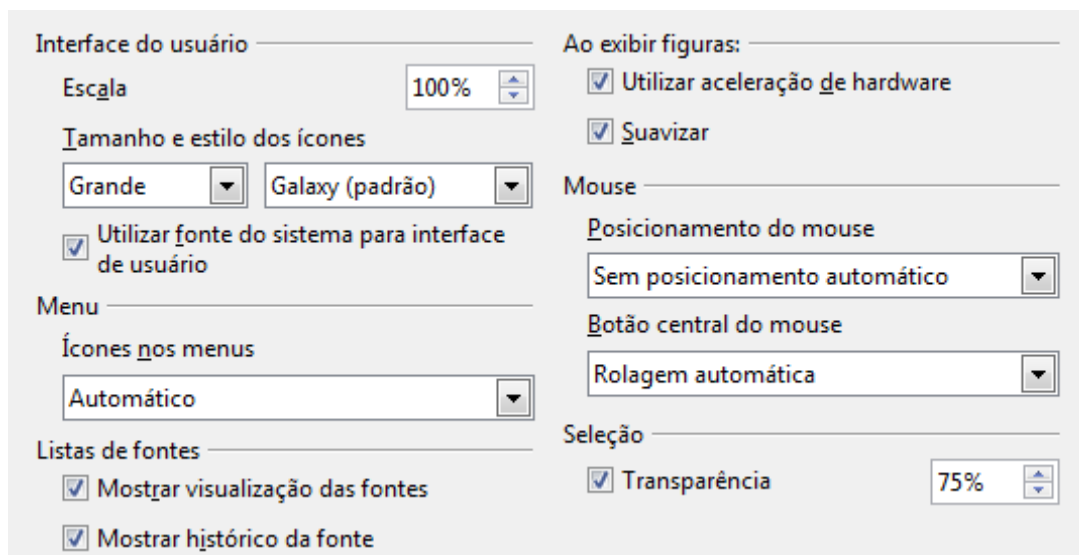 Interface do usuário
Escala
100%
Tamanho e estilo dos ícones
Grande
Galaxy (padrão)
Utilizar fonte do sistema para interface
de usuário
Menu
Ícones nos menus
Automático
Listas de fontes
Mostrar visualização das fontes
Mostrar histórico da fonte
Ao exibir figuras:
Utilizar aceleração de hardware
Suavizar
Mouse
Posicionamento do mouse
Sem posicionamento automático
Botão central do mouse
Rolagem automática
Seleção
Transparência
75%